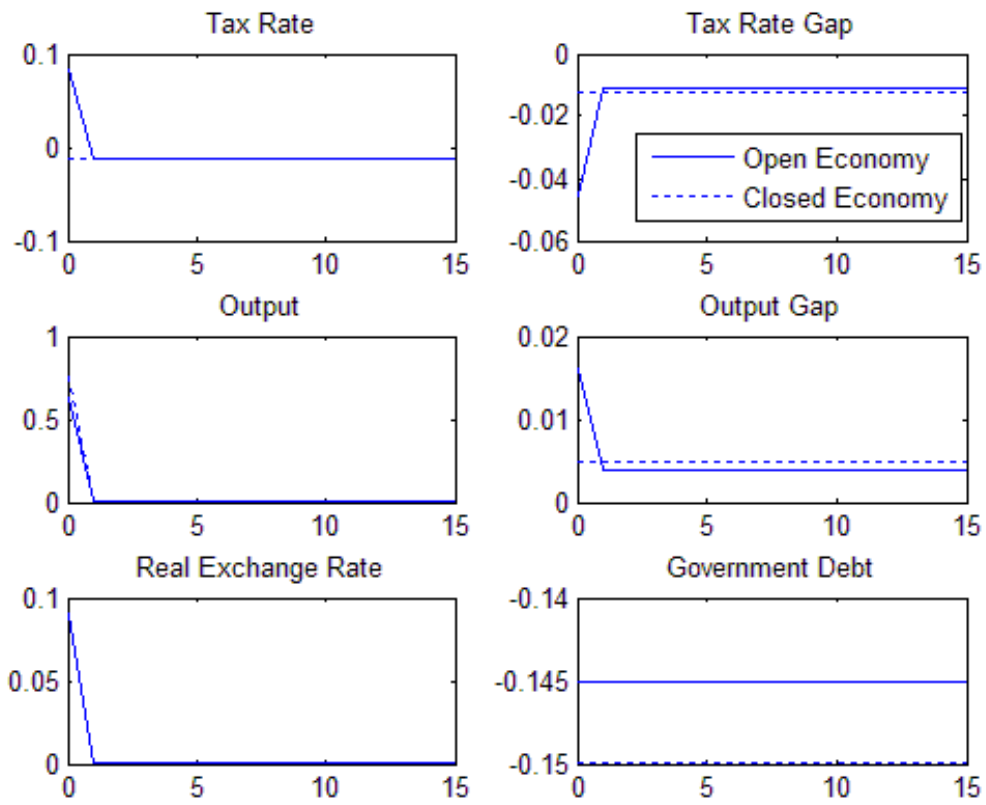 Tax Rate
0.1
0
-0.1
0 5 10 15
Tax Rate Gap
0
-0.02
-0.04
-0.06
0 5 10 15
Open Economy
Closed Economy
Output
1
0.5
0
0 5 10 15
Output Gap
0.02
0.01
0
0 5 10 15
Real Exchange Rate
0.1
0.05
0
0 5 10 15
Government Debt
-0.14
-0.145
-0.15
0 5 10 15